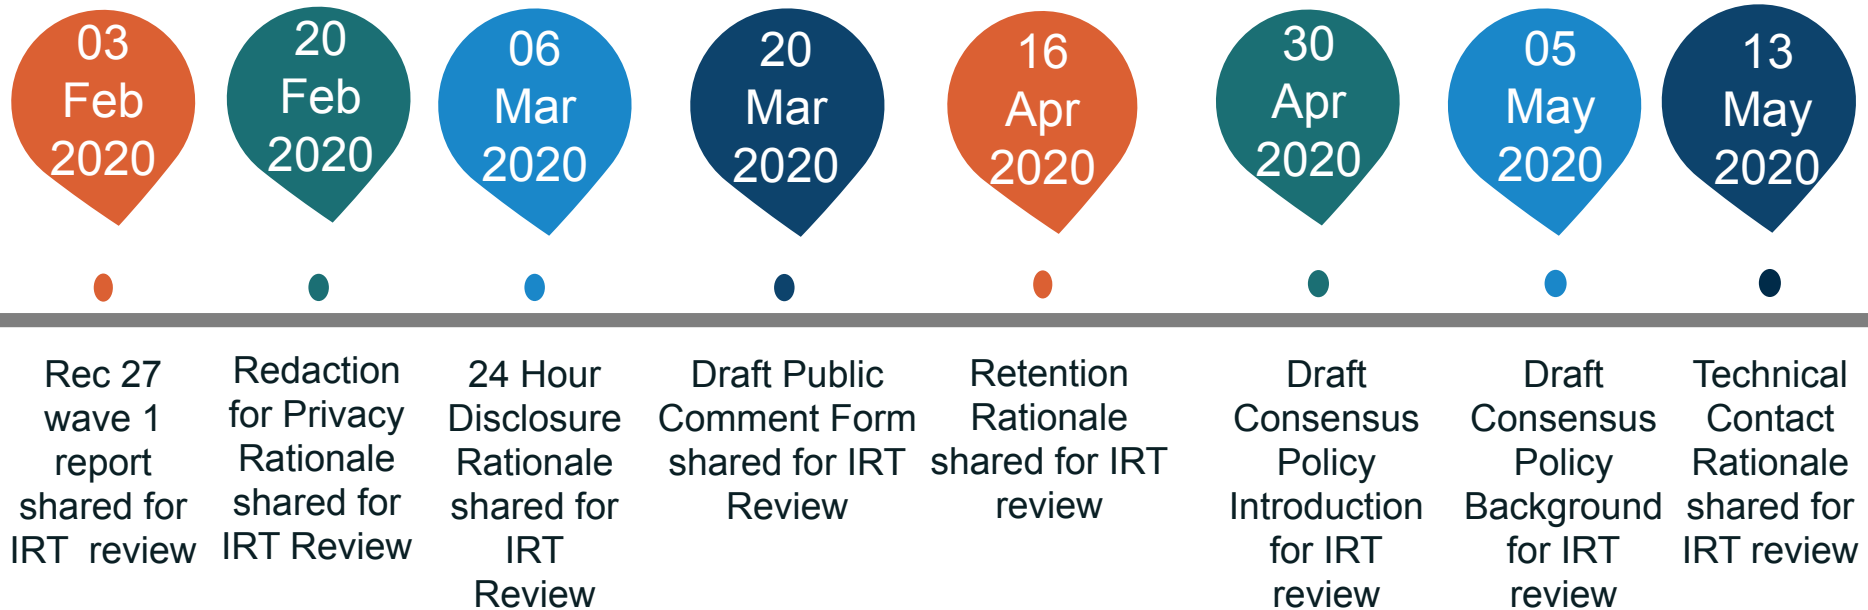 03
Feb
2020
20
Feb
2020
06
Mar
2020
20
Mar
2020
16
Apr
2020
30
Apr
2020
05
May
2020
13
May
2020
Rec 27
wave 1
report
shared for
IRT  review
Redaction
for Privacy
Rationale
shared for
IRT Review
24 Hour
Disclosure
Rationale
shared for
IRT
Review
Draft Public
Comment Form
shared for IRT
Review
Retention
Rationale
shared for IRT
review
Draft
Consensus
Policy
Introduction
for IRT
review
Draft
Consensus
Policy
Background
for IRT
review
Technical
Contact
Rationale
shared for
IRT review